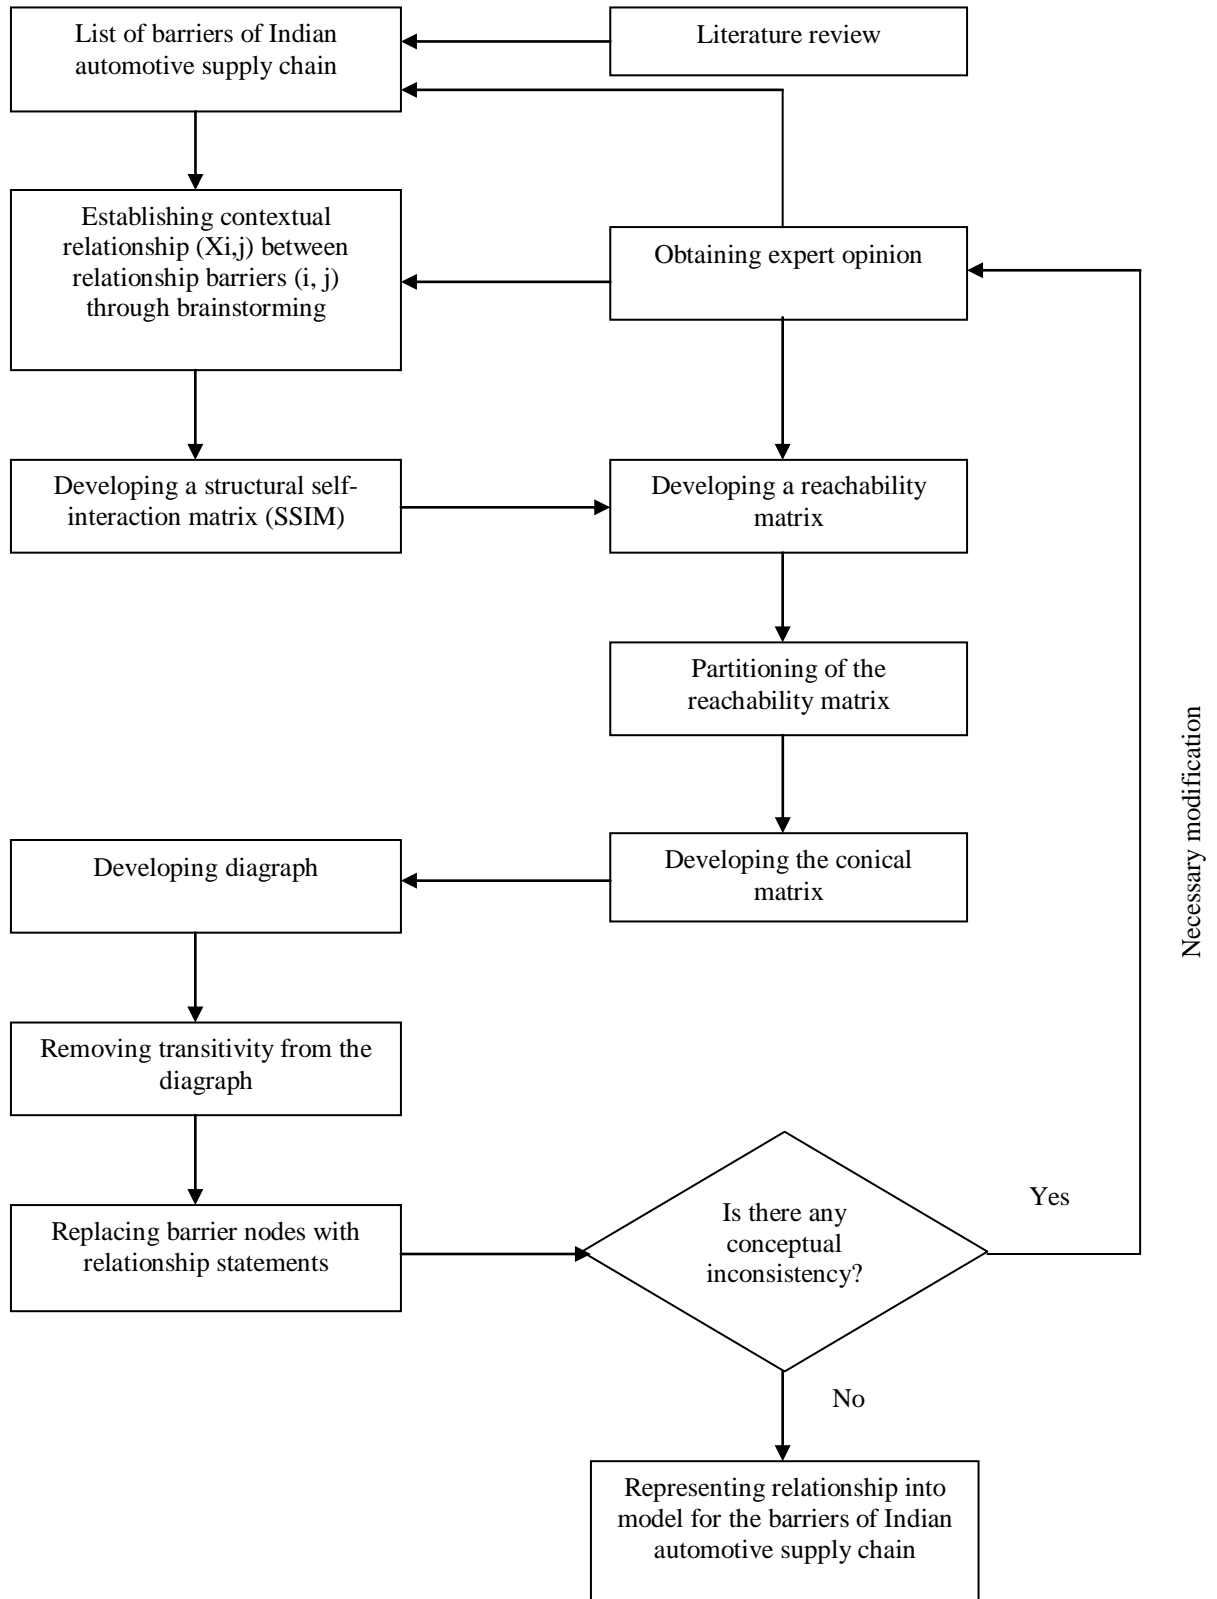 List of barriers of Indian
automotive supply chain
Literature review
Establishing contextual
relationship (Xi,j) between
relationship barriers (i, j)
through brainstorming
Obtaining expert opinion
Developing a structural self-
interaction matrix (SSIM)
Developing a reachability
matrix
Partitioning of the
reachability matrix
Necessary modification
Developing diagraph
Developing the conical
matrix
Removing transitivity from the
diagraph
Replacing barrier nodes with
relationship statements
Is there any
conceptual
inconsistency?
Yes
No
Representing relationship into
model for the barriers of Indian
automotive supply chain